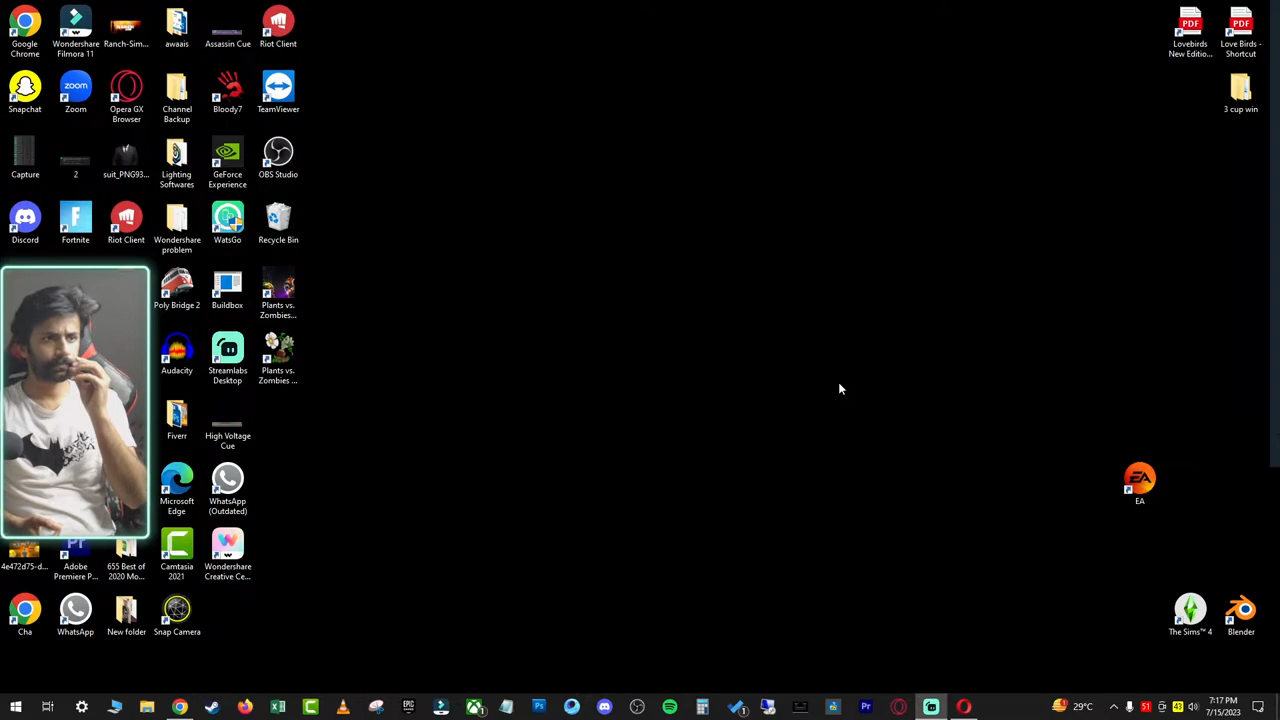 Google Chrome
Wondershare Filmora 11
Ranch-Sim...
awaais
Assassin Cue
Riot Client
Lovebirds New Editio...
Love Birds - Shortcut
Snapchat
Zoom
Opera GX Browser
Channel Backup
Bloody7
TeamViewer
3 cup win
Capture
2
suit_PNG93...
Lighting Softwares
GeForce Experience
OBS Studio
Discord
Fortnite
Riot Client
Wondershare problem
WatsGo
Recycle Bin
Poly Bridge 2
Buildbox
Plants vs. Zombies...
Audacity
Streamlabs Desktop
Plants vs. Zombies ...
Fiverr
High Voltage Cue
Microsoft Edge
WhatsApp (Outdated)
EA
4e472d75-d...
Adobe Premiere P...
655 Best of 2020 Mo...
Camtasia 2021
Wondershare Creative Ce...
Cha
WhatsApp
New folder
Snap Camera
The Sims™ 4
Blender
29°C
51
43
7:17 PM
7/15/2023